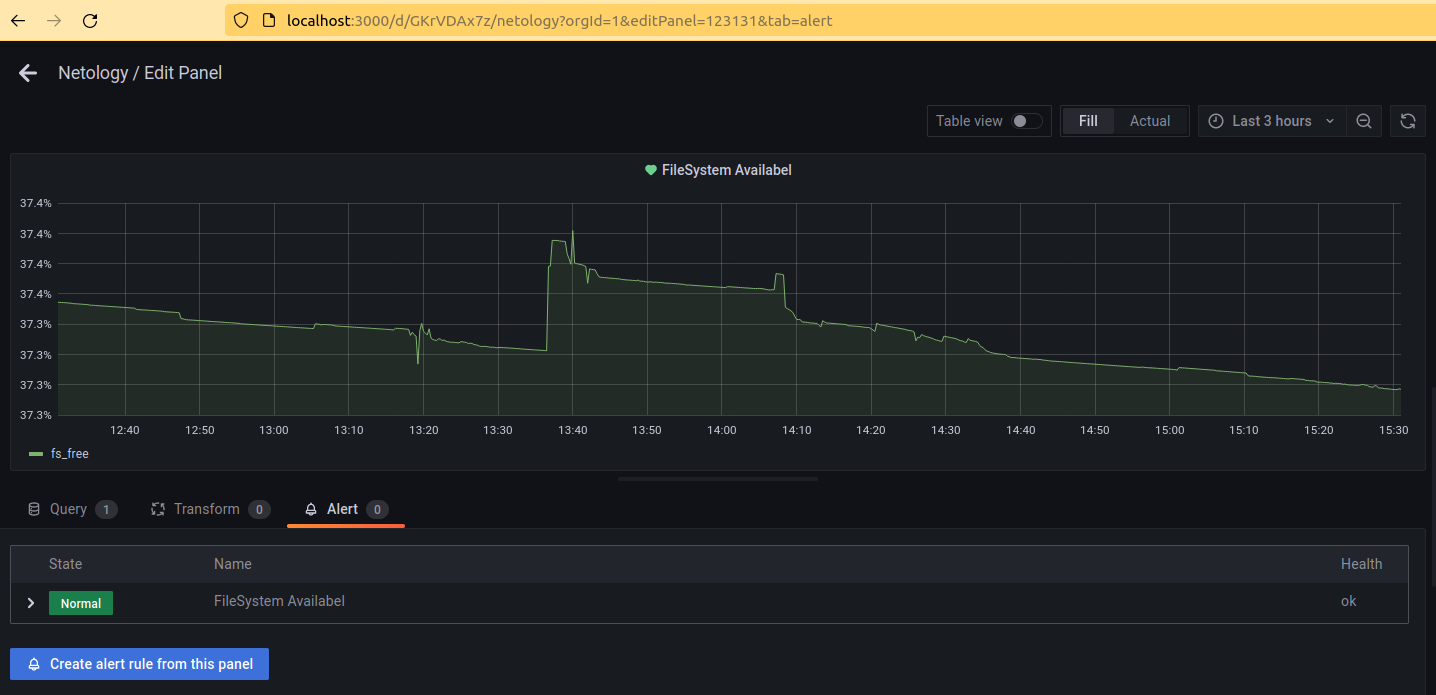 localhost:3000/d/GKrVDAx7z/netology?orgId=1&editPanel=123131&tab=alert
Netology / Edit Panel
Table view Fill Actual Last 3 hours
FileSystem Availabel
37.4%
37.4%
37.4%
37.4%
37.3%
37.3%
37.3%
37.3%
12:40 12:50 13:00 13:10 13:20 13:30 13:40 13:50 14:00 14:10 14:20 14:30 14:40 14:50 15:00 15:10 15:20 15:30
fs_free
Query 1 Transform 0 Alert 0
State Name Health
Normal FileSystem Availabel ok
Create alert rule from this panel